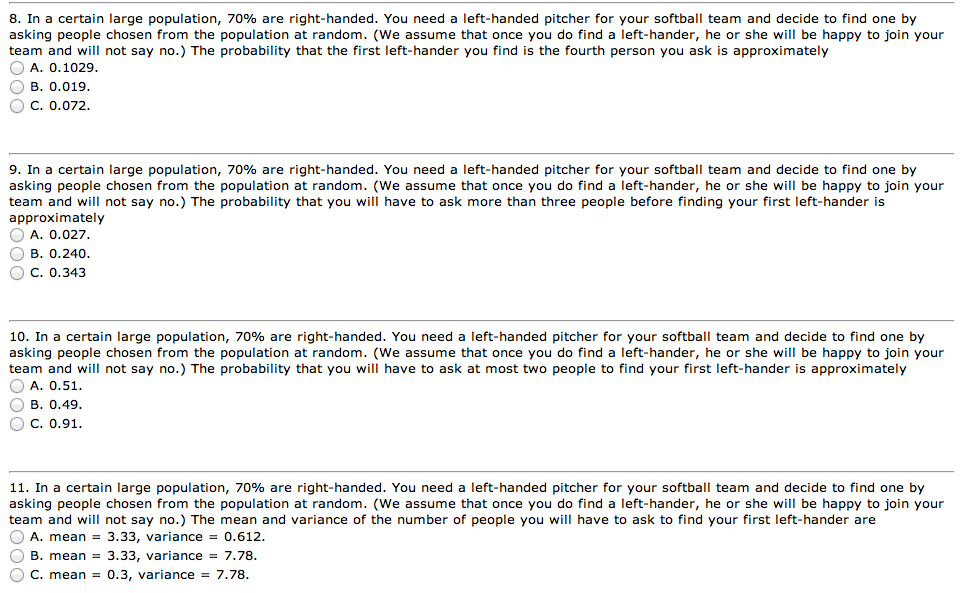 8. In a certain large population, 70% are right-handed. You need a left-handed pitcher for your softball team and decide to find one by
asking people chosen from the population at random. (We assume that once you do find a left-hander, he or she will be happy to join your
team and will not say no.) The probability that the first left-hander you find is the fourth person you ask is approximately
A. 0.1029.
B. 0.019.
C. 0.072.
9. In a certain large population, 70% are right-handed. You need a left-handed pitcher for your softball team and decide to find one by
asking people chosen from the population at random. (We assume that once you do find a left-hander, he or she will be happy to join your
team and will not say no.) The probability that you will have to ask more than three people before finding your first left-hander is
approximately
A. 0.027.
B. 0.240.
C. 0.343
10. In a certain large population, 70% are right-handed. You need a left-handed pitcher for your softball team and decide to find one by
asking people chosen from the population at random. (We assume that once you do find a left-hander, he or she will be happy to join your
team and will not say no.) The probability that you will have to ask at most two people to find your first left-hander is approximately
A. 0.51.
B. 0.49.
C. 0.91.
11. In a certain large population, 70% are right-handed. You need a left-handed pitcher for your softball team and decide to find one by
asking people chosen from the population at random. (We assume that once you do find a left-hander, he or she will be happy to join your
team and will not say no.) The mean and variance of the number of people you will have to ask to find your first left-hander are
A. mean = 3.33, variance = 0.612.
B. mean = 3.33, variance = 7.78.
C. mean = 0.3, variance = 7.78.